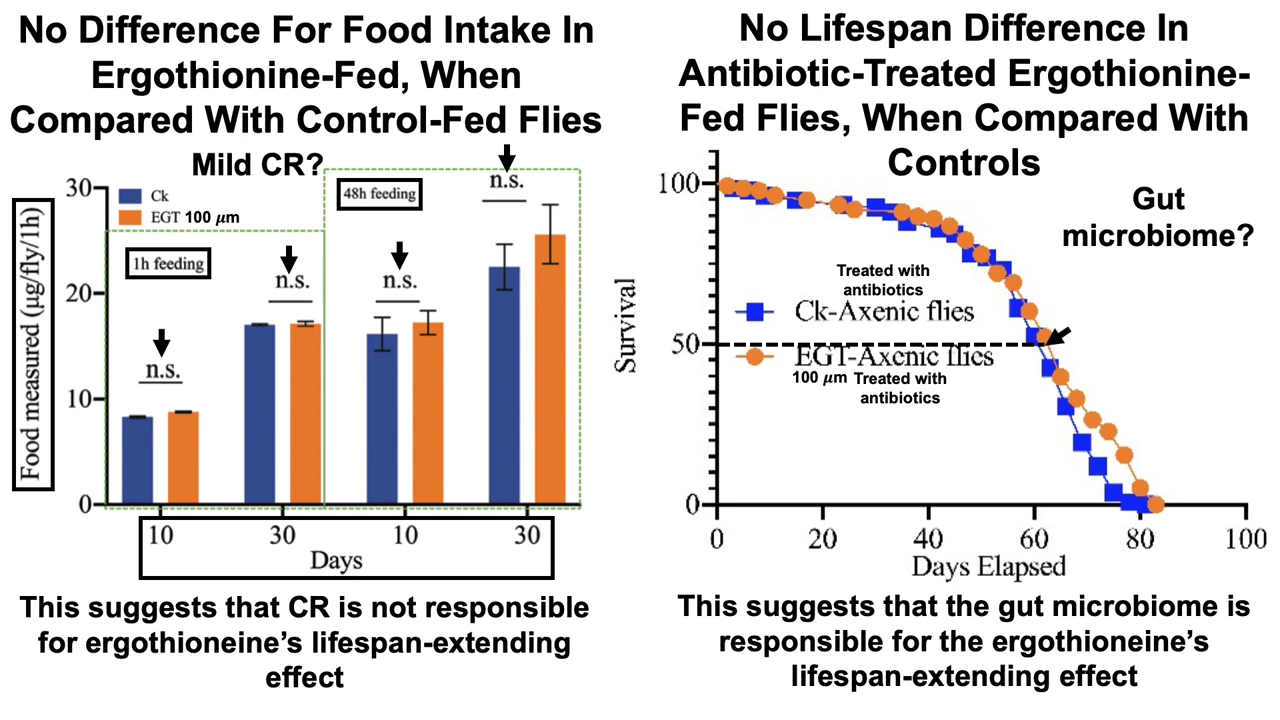 No Difference For Food Intake In
Ergothionine-Fed, When
Compared With Control-Fed Flies
Mild CR?
30
20
10
0
Food measured (μg/fly/1h)
Ck
EGT 100 μm
1h feeding
48h feeding
n.s.
n.s.
n.s.
n.s.
10
30
10
30
Days
This suggests that CR is not responsible
for ergothioneine’s lifespan-extending
effect
No Lifespan Difference In
Antibiotic-Treated Ergothionine-
Fed Flies, When Compared With
Controls
Gut
microbiome?
100
50
0
Survival
Treated with
antibiotics
Ck-Axenic flies
EGT-Axenic flies
100 μm Treated with
antibiotics
0
20
40
60
80
100
Days Elapsed
This suggests that the gut microbiome is
responsible for the ergothioneine’s
lifespan-extending effect